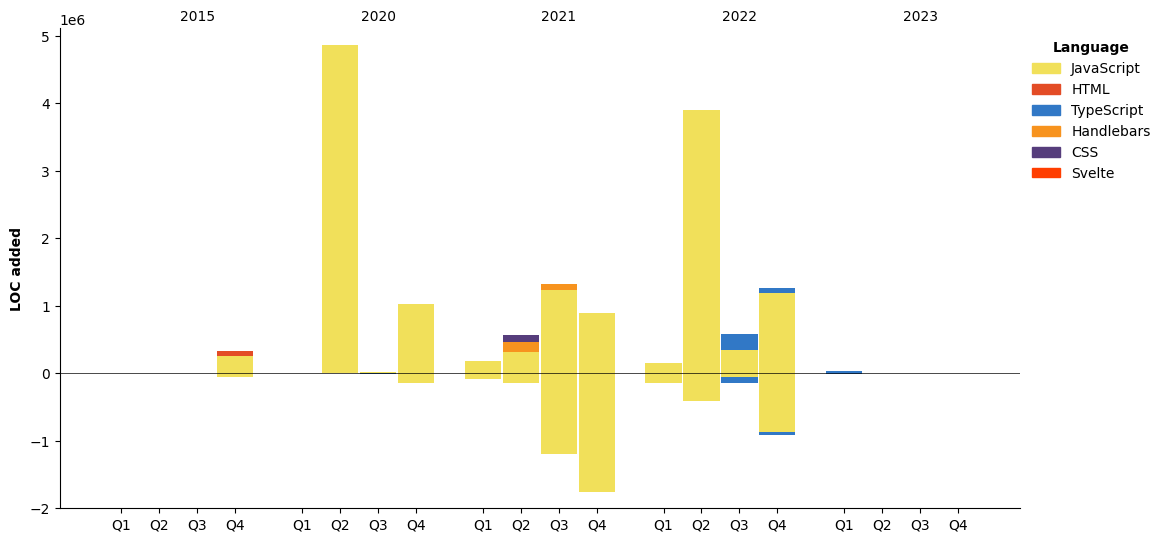 1e6
2015 2020 2021 2022 2023
Language
JavaScript
HTML
TypeScript
Handlebars
CSS
Svelte
LOC added
5
4
3
2
1
0
−1
−2
Q1 Q2 Q3 Q4 Q1 Q2 Q3 Q4 Q1 Q2 Q3 Q4 Q1 Q2 Q3 Q4 Q1 Q2 Q3 Q4